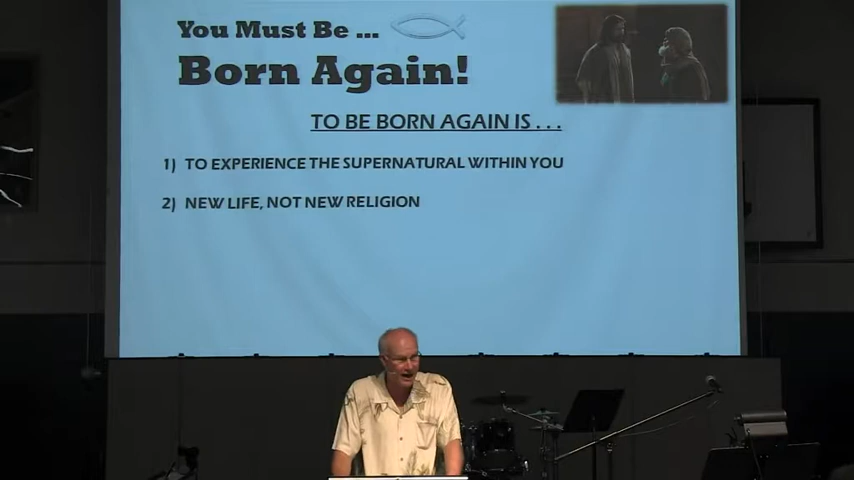 You Must Be ...
Born Again!
TO BE BORN AGAIN IS . . .
1) TO EXPERIENCE THE SUPERNATURAL WITHIN YOU
2) NEW LIFE, NOT NEW RELIGION